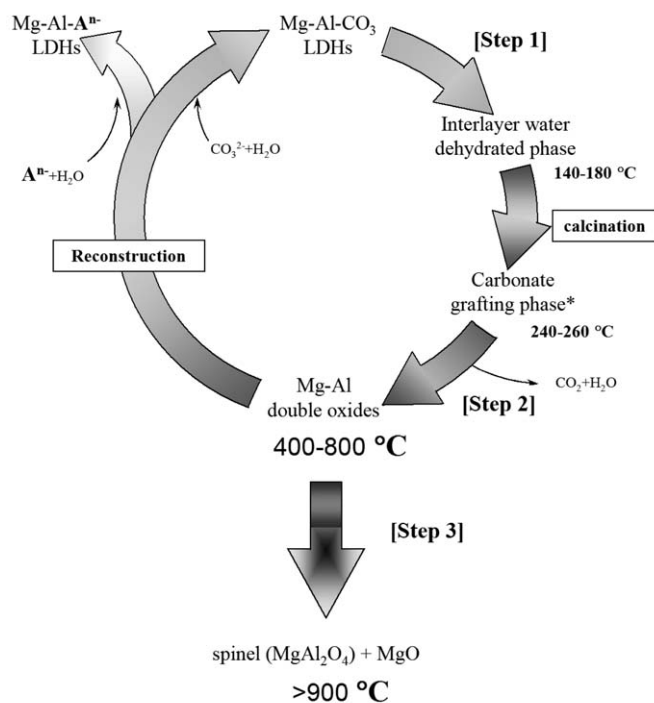 Mg-Al-Aⁿ⁻
LDHs
Mg-Al-CO₃
LDHs
[Step 1]
Interlayer water
dehydrated phase
140-180 °C
CO₃²⁻+H₂O
Aⁿ⁻+H₂O
calcination
Reconstruction
Carbonate
grafting phase*
240-260 °C
CO₂+H₂O
[Step 2]
Mg-Al
double oxides
400-800 °C
[Step 3]
spinel (MgAl₂O₄) + MgO
>900 °C